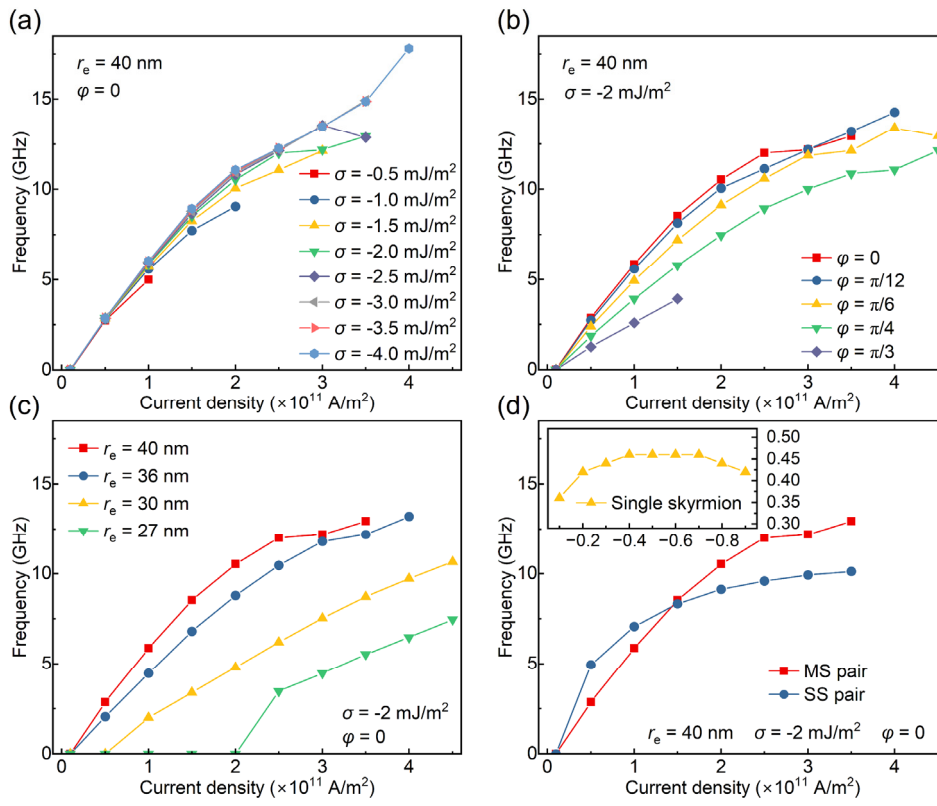 (a)
r_e = 40 nm
φ = 0
Frequency (GHz)
15
10
5
0
σ = -0.5 mJ/m²
σ = -1.0 mJ/m²
σ = -1.5 mJ/m²
σ = -2.0 mJ/m²
σ = -2.5 mJ/m²
σ = -3.0 mJ/m²
σ = -3.5 mJ/m²
σ = -4.0 mJ/m²
0 1 2 3 4
Current density (×10¹¹ A/m²)
(b)
r_e = 40 nm
σ = -2 mJ/m²
Frequency (GHz)
15
10
5
0
φ = 0
φ = π/12
φ = π/6
φ = π/4
φ = π/3
0 1 2 3 4
Current density (×10¹¹ A/m²)
(c)
r_e = 40 nm
r_e = 36 nm
r_e = 30 nm
r_e = 27 nm
Frequency (GHz)
15
10
5
0
σ = -2 mJ/m²
φ = 0
0 1 2 3 4
Current density (×10¹¹ A/m²)
(d)
0.50
0.45
0.40
0.35
0.30
Single skyrmion
−0.2 −0.4 −0.6 −0.8
Frequency (GHz)
15
10
5
0
MS pair
SS pair
r_e = 40 nm σ = -2 mJ/m² φ = 0
0 1 2 3 4
Current density (×10¹¹ A/m²)